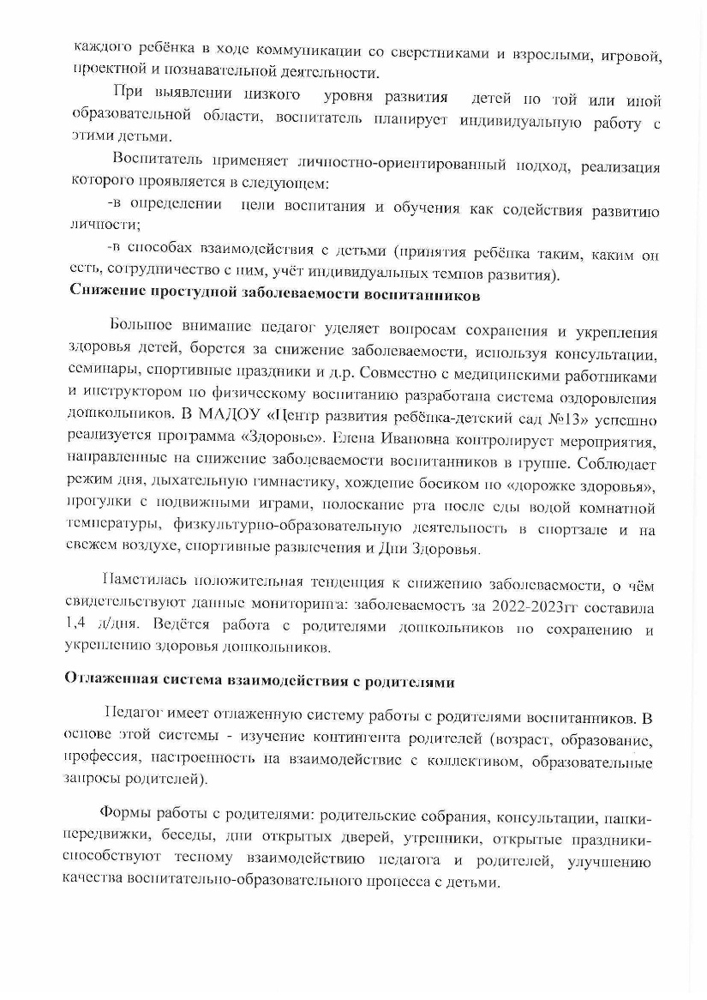 каждого ребёнка в ходе коммуникации со сверстниками и взрослыми, игровой,
проектной и познавательной деятельности.
При выявлении низкого уровня развития детей по той или иной
образовательной области, воспитатель планирует индивидуальную работу с
этими детьми.
Воспитатель применяет личностно-ориентированный подход, реализация
которого проявляется в следующем:
-в определении цели воспитания и обучения как содействия развитию
личности;
-в способах взаимодействия с детьми (принятия ребёнка таким, каким он
есть, сотрудничество с ним, учёт индивидуальных темпов развития).
Снижение простудной заболеваемости воспитанников
Большое внимание педагог уделяет вопросам сохранения и укрепления
здоровья детей, борется за снижение заболеваемости, используя консультации,
семинары, спортивные праздники и д.р. Совместно с медицинскими работниками
и инструктором по физическому воспитанию разработана система оздоровления
дошкольников. В МАДОУ «Центр развития ребёнка-детский сад №13» успешно
реализуется программа «Здоровье». Елена Ивановна контролирует мероприятия,
направленные на снижение заболеваемости воспитанников в группе. Соблюдает
режим дня, дыхательную гимнастику, хождение босиком по «дорожке здоровья»,
прогулки с подвижными играми, полоскание рта после еды водой комнатной
температуры, физкультурно-образовательную деятельность в спортзале и на
свежем воздухе, спортивные развлечения и Дни Здоровья.
Наметилась положительная тенденция к снижению заболеваемости, о чём
свидетельствуют данные мониторинга: заболеваемость за 2022-2023гг составила
1,4 д/дня. Ведётся работа с родителями дошкольников по сохранению и
укреплению здоровья дошкольников.
Отлаженная система взаимодействия с родителями
Педагог имеет отлаженную систему работы с родителями воспитанников. В
основе этой системы - изучение контингента родителей (возраст, образование,
профессия, настроенность на взаимодействие с коллективом, образовательные
запросы родителей).
Формы работы с родителями: родительские собрания, консультации, папки-
передвижки, беседы, дни открытых дверей, утренники, открытые праздники-
способствуют тесному взаимодействию педагога и родителей, улучшению
качества воспитательно-образовательного процесса с детьми.